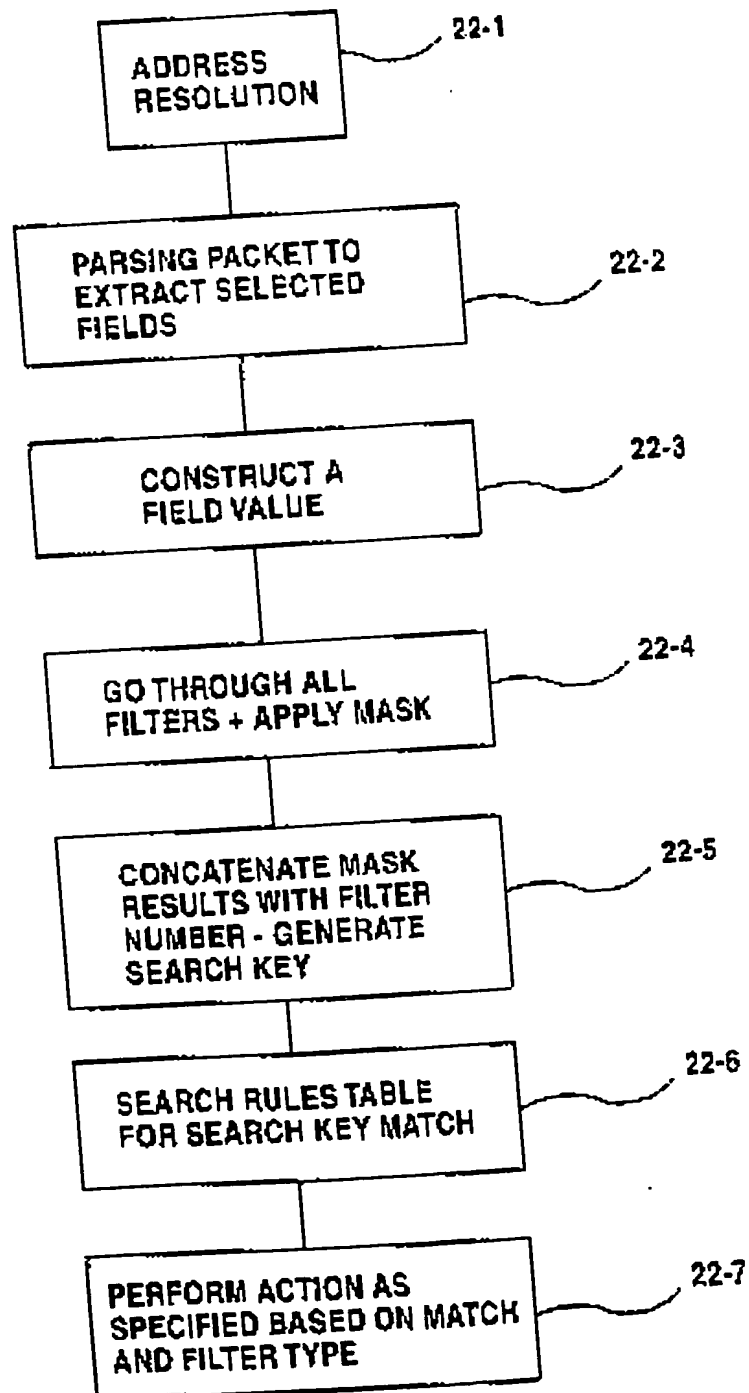 22-1
ADDRESS
RESOLUTION
PARSING PACKET TO
EXTRACT SELECTED
FIELDS
22-2
CONSTRUCT A
FIELD VALUE
22-3
GO THROUGH ALL
FILTERS + APPLY MASK
22-4
CONCATENATE MASK
RESULTS WITH FILTER
NUMBER - GENERATE
SEARCH KEY
22-5
SEARCH RULES TABLE
FOR SEARCH KEY MATCH
22-6
PERFORM ACTION AS
SPECIFIED BASED ON MATCH
AND FILTER TYPE
22-7